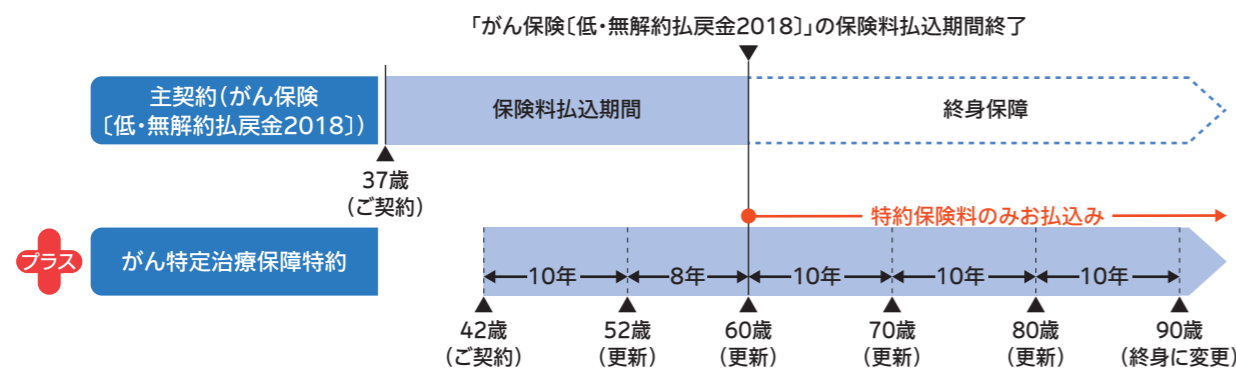 「がん保険〔低・無解約払戻金2018〕」の保険料払込期間終了
主契約(がん保険
〔低・無解約払戻金2018〕)
保険料払込期間
終身保障
37歳
(ご契約)
特約保険料のみお払込み
プラス
がん特定治療保障特約
10年
8年
10年
10年
10年
42歳
(ご契約)
52歳
(更新)
60歳
(更新)
70歳
(更新)
80歳
(更新)
90歳
(終身に変更)